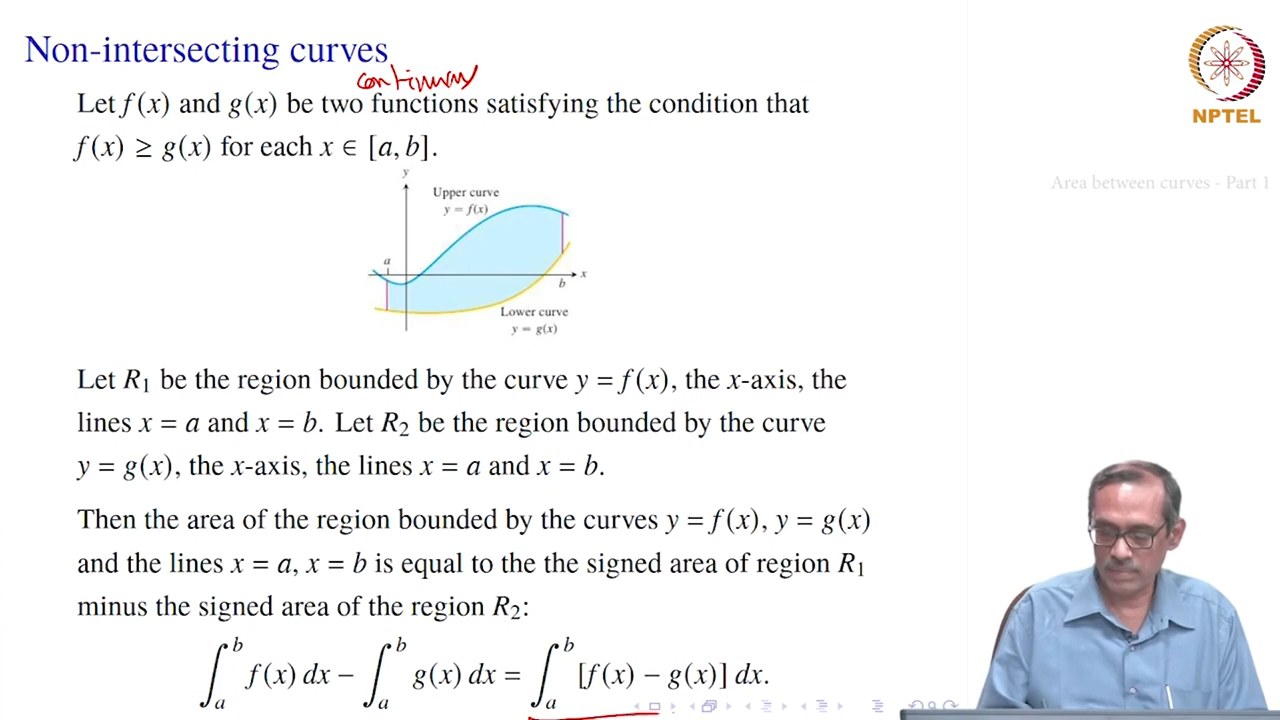 Non-intersecting curves
continuous
Let f(x) and g(x) be two functions satisfying the condition that
f(x) ≥ g(x) for each x ∈ [a, b].
NPTEL
Area between curves - Part 1
y
Upper curve
y = f(x)
a
x
b
Lower curve
y = g(x)
Let R₁ be the region bounded by the curve y = f(x), the x-axis, the
lines x = a and x = b. Let R₂ be the region bounded by the curve
y = g(x), the x-axis, the lines x = a and x = b.
Then the area of the region bounded by the curves y = f(x), y = g(x)
and the lines x = a, x = b is equal to the the signed area of region R₁
minus the signed area of the region R₂:
∫ₐᵇ f(x) dx − ∫ₐᵇ g(x) dx = ∫ₐᵇ [f(x) − g(x)] dx.